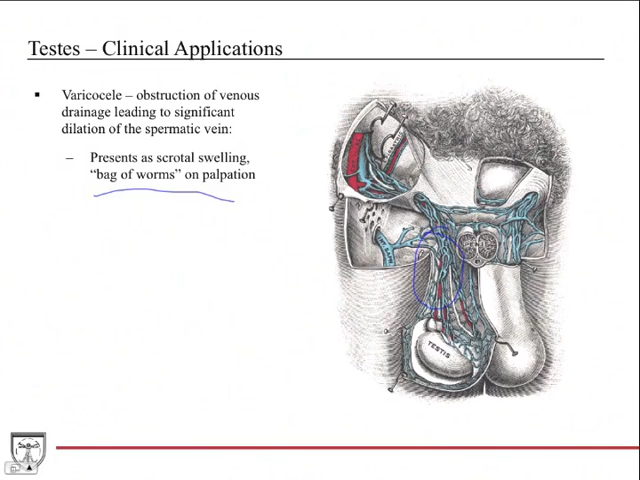 Testes – Clinical Applications
▪ Varicocele – obstruction of venous
drainage leading to significant
dilation of the spermatic vein:
– Presents as scrotal swelling,
“bag of worms” on palpation
TESTIS